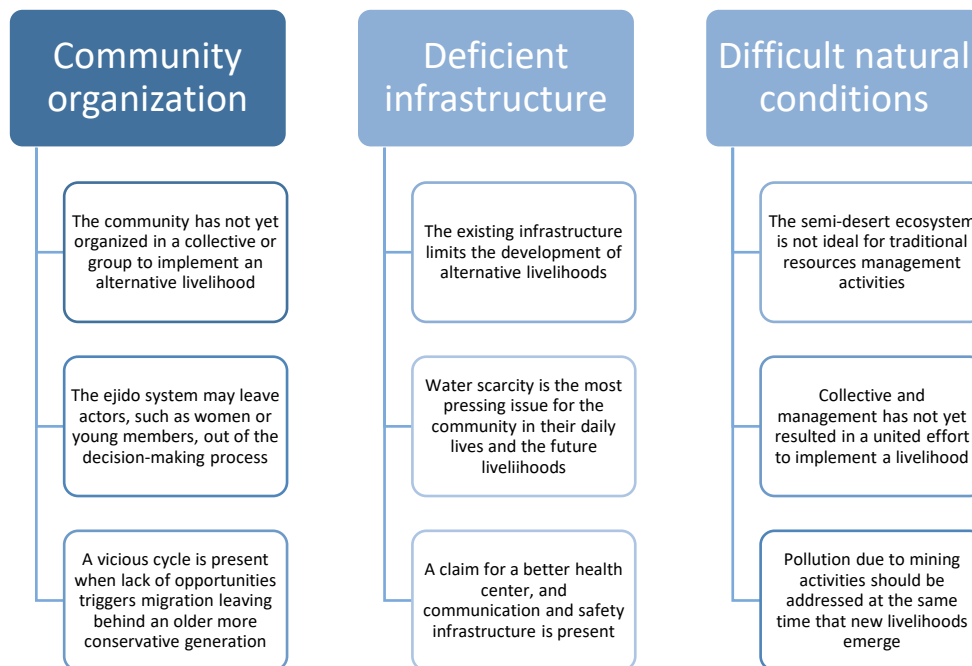 Community
organization
The community has not yet
organized in a collective or
group to implement an
alternative livelihood
The ejido system may leave
actors, such as women or
young members, out of the
decision-making process
A vicious cycle is present
when lack of opportunities
triggers migration leaving
behind an older more
conservative generation
Deficient
infrastructure
The existing infrastructure
limits the development of
alternative livelihoods
Water scarcity is the most
pressing issue for the
community in their daily
lives and the future
liveliihoods
A claim for a better health
center, and
communication and safety
infrastructure is present
Difficult natural
conditions
The semi-desert ecosystem
is not ideal for traditional
resources management
activities
Collective and
management has not yet
resulted in a united effort
to implement a livelihood
Pollution due to mining
activities should be
addressed at the same
time that new livelihoods
emerge